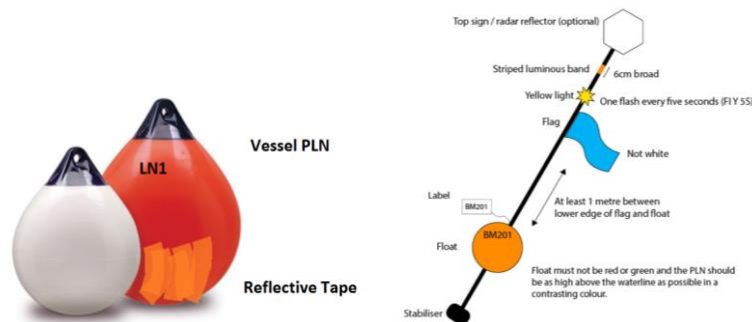 Vessel PLN
LN1
Reflective Tape
Top sign / radar reflector (optional)
Striped luminous band
6cm broad
Yellow light
One flash every five seconds (FI Y 5S)
Flag
Not white
Label
BM201
At least 1 metre between
lower edge of flag and float
BM201
Float
Float must not be red or green and the PLN should
be as high above the waterline as possible in a
contrasting colour.
Stabiliser